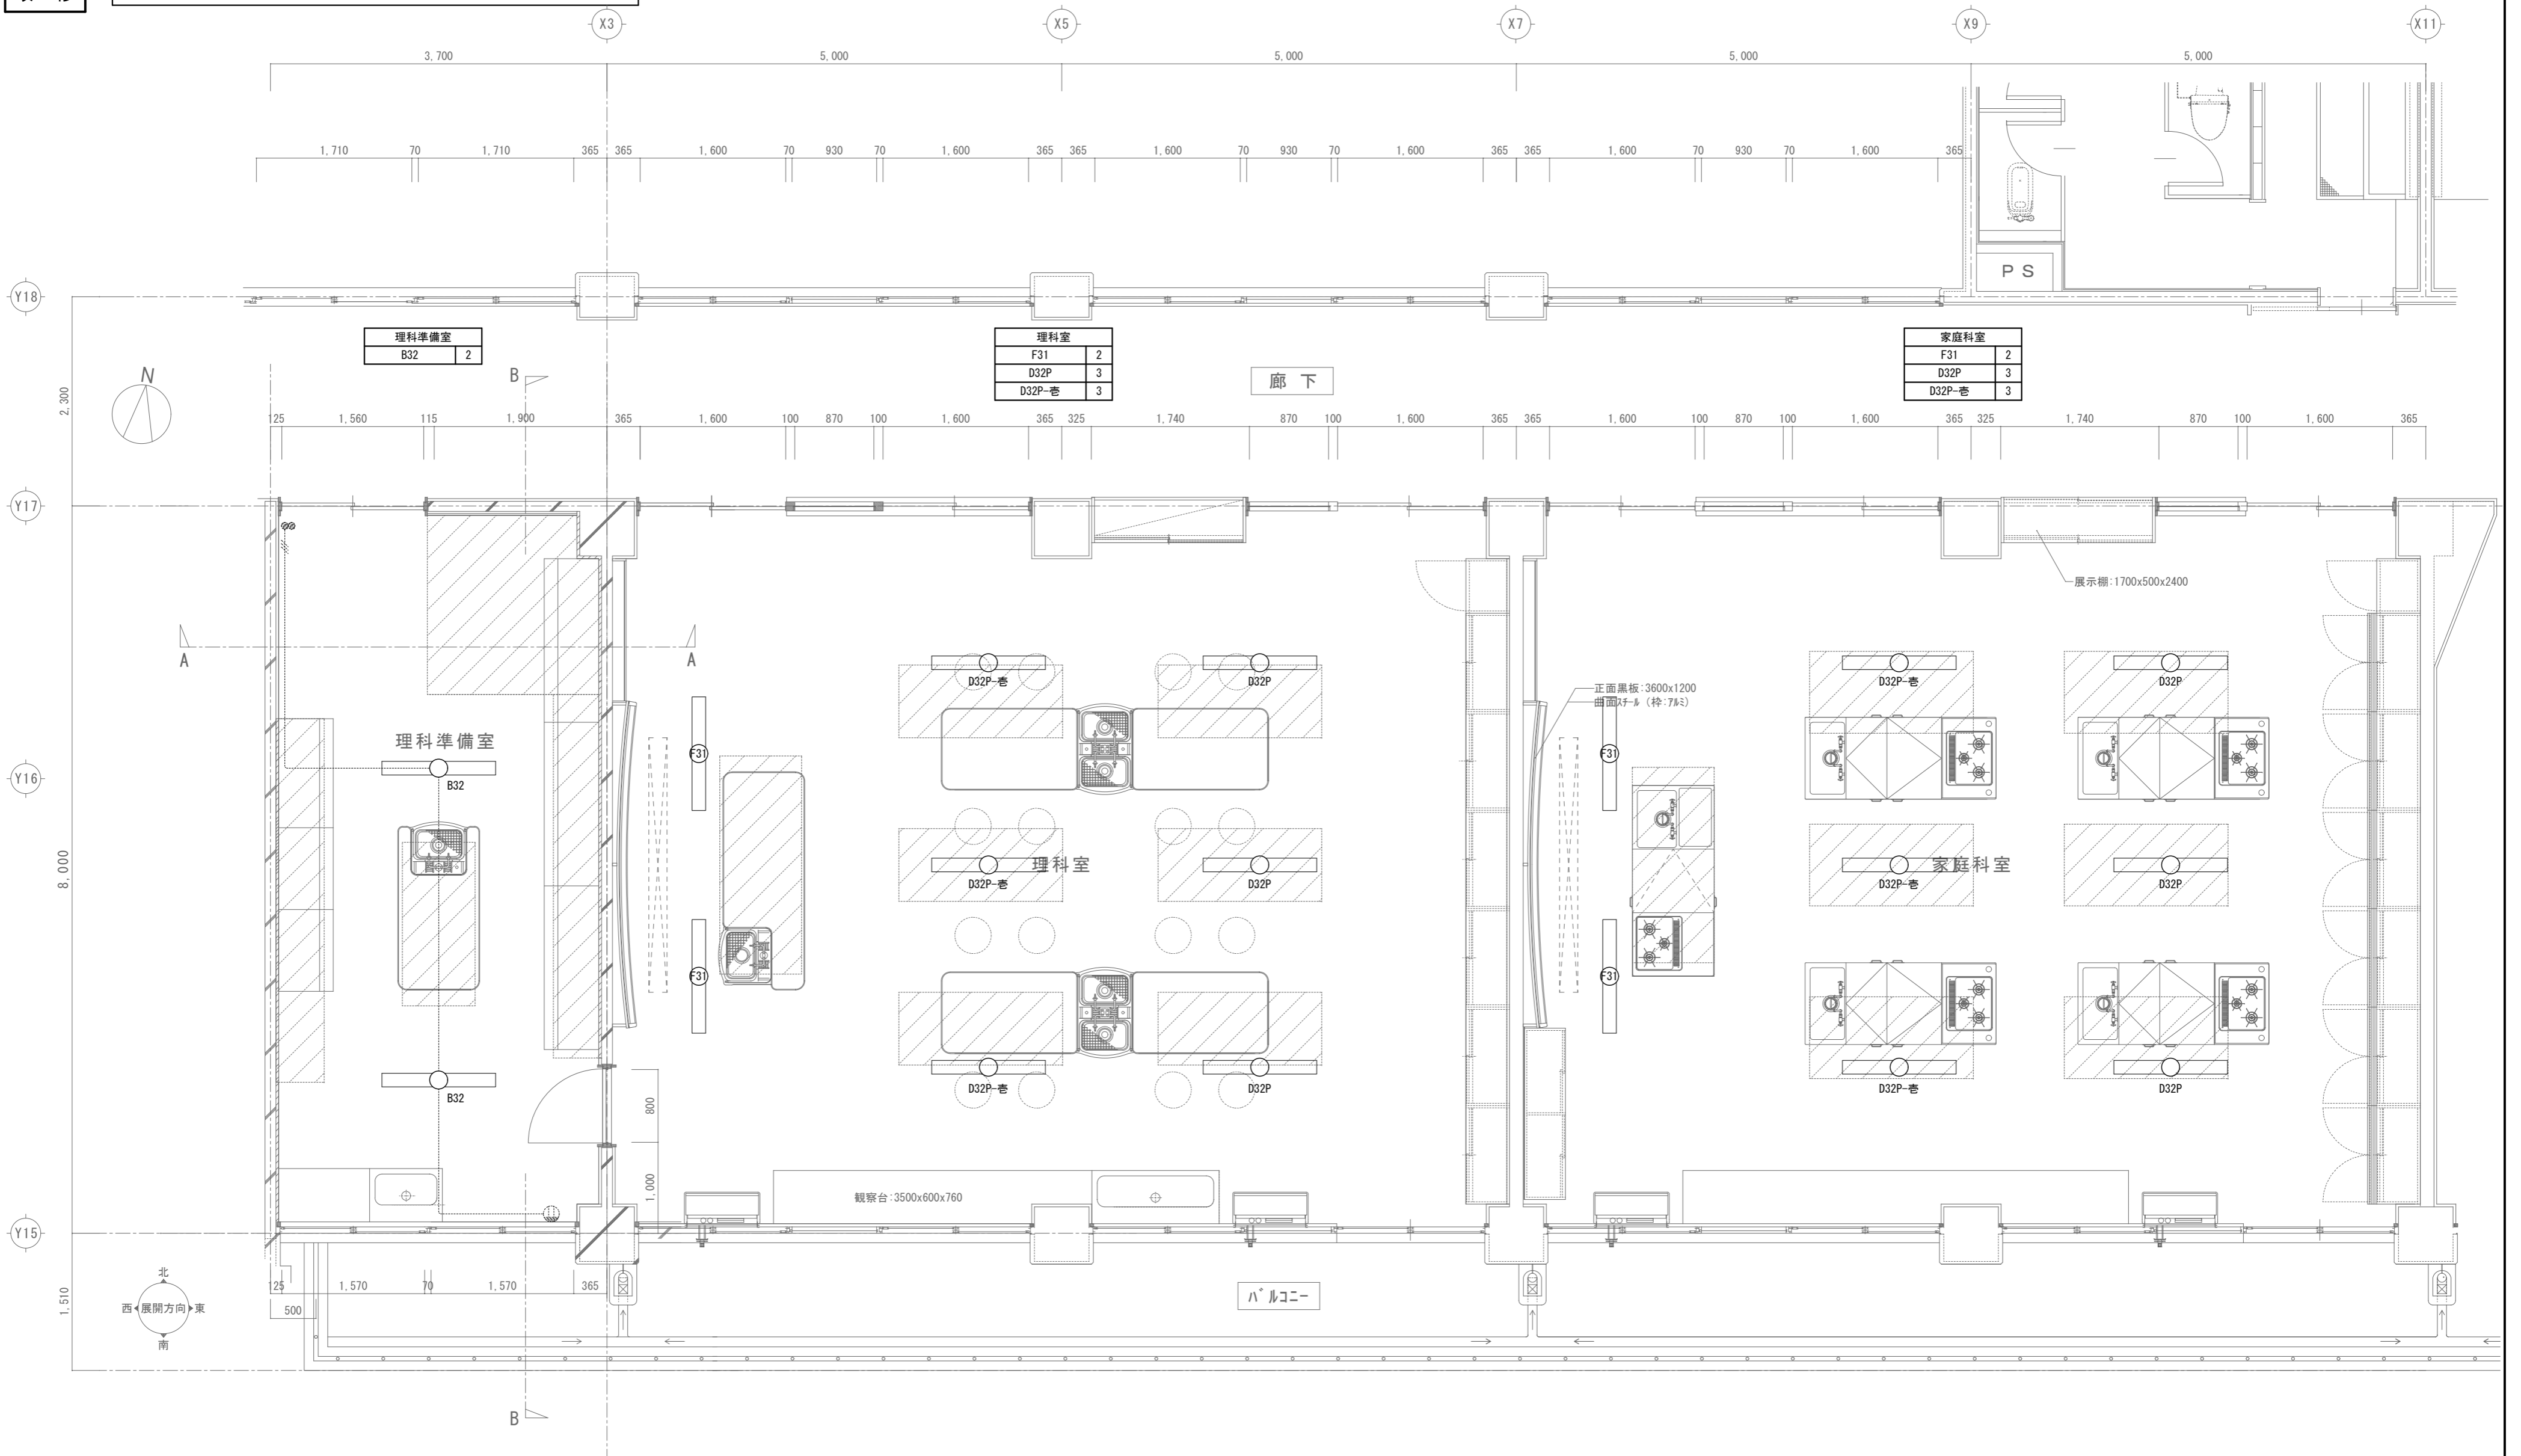 X3 X5 X7 X9 X11
3,700 5,000 5,000 5,000 5,000
1,710 70 1,710 365 365 1,600 70 930 70 1,600 365 365 1,600 70 930 70 1,600 365 365 1,600 70 930 70 1,600 365
PS
Y18
理科準備室
B32 2
理科室
F31 2
D32P 3
D32P-壱 3
家庭科室
F31 2
D32P 3
D32P-壱 3
N
B
廊下
2,300
125 1,560 115 1,900 365 1,600 100 870 100 1,600 365 325 1,740 870 100 1,600 365 365 1,600 100 870 100 1,600 365 325 1,740 870 100 1,600 365
Y17
展示棚:1700x500x2400
A A
D32P-壱 D32P D32P-壱 D32P
正面黒板:3600x1200
曲面ｽﾁｰﾙ（枠:ｱﾙﾐ）
理科準備室
F31 F31
Y16
B32
8,000
理科室
家庭科室
D32P-壱 D32P D32P-壱 D32P
F31 F31
D32P-壱 D32P D32P-壱 D32P
B32
800
1,000
観察台:3500x600x760
Y15
125 1,570 70 1,570 365
500
1,510
北
西 展開方向 東
南
ﾊﾞﾙｺﾆｰ
B